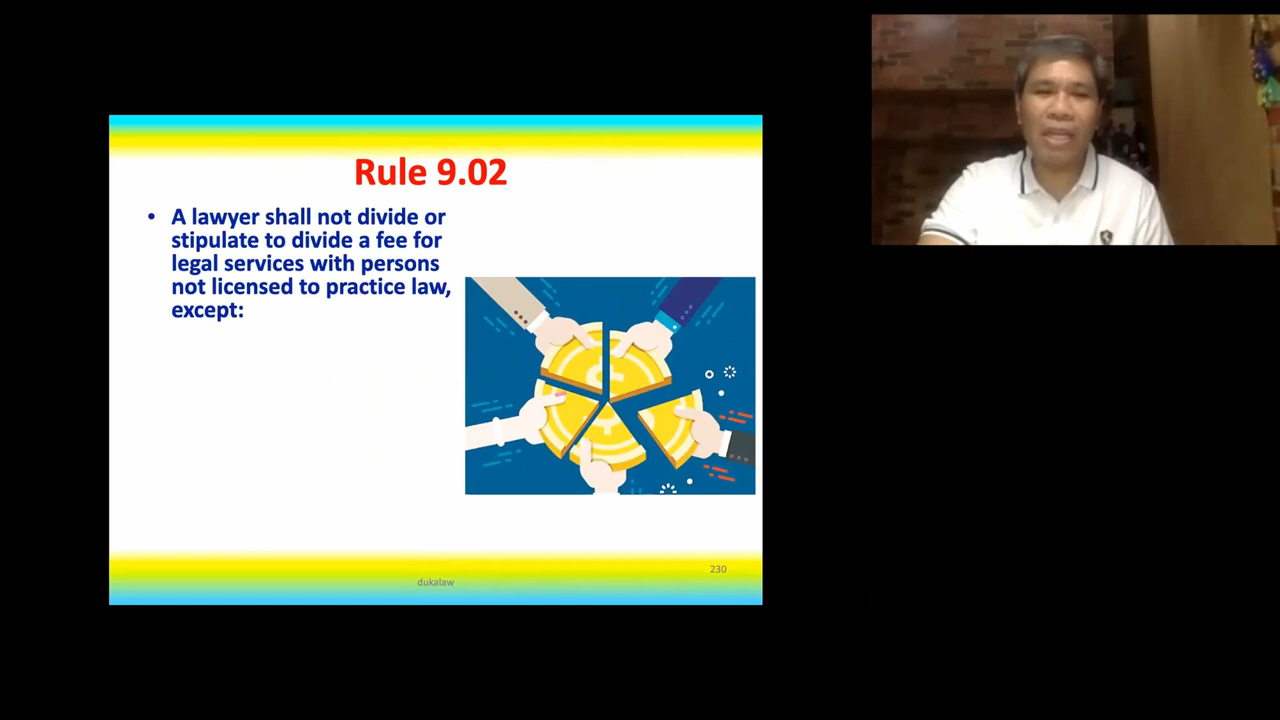 Rule 9.02
• A lawyer shall not divide or
stipulate to divide a fee for
legal services with persons
not licensed to practice law,
except:
230
dukalaw